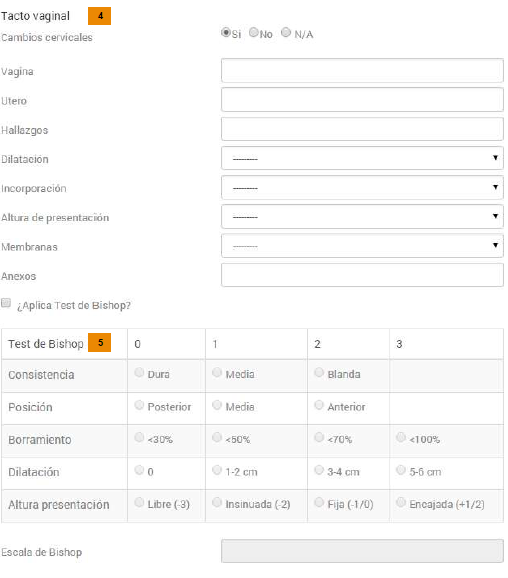 Tacto vaginal 4
Cambios cervicales Si No N/A
Vagina
Utero
Hallazgos
Dilatación ---------
Incorporación ---------
Altura de presentación ---------
Membranas ---------
Anexos
¿Aplica Test de Bishop?
Test de Bishop 5 0 1 2 3
Consistencia Dura Media Blanda
Posición Posterior Media Anterior
Borramiento <30% <50% <70% <100%
Dilatación 0 1-2 cm 3-4 cm 5-6 cm
Altura presentación Libre (-3) Insinuada (-2) Fija (-1/0) Encajada (+1/2)
Escala de Bishop